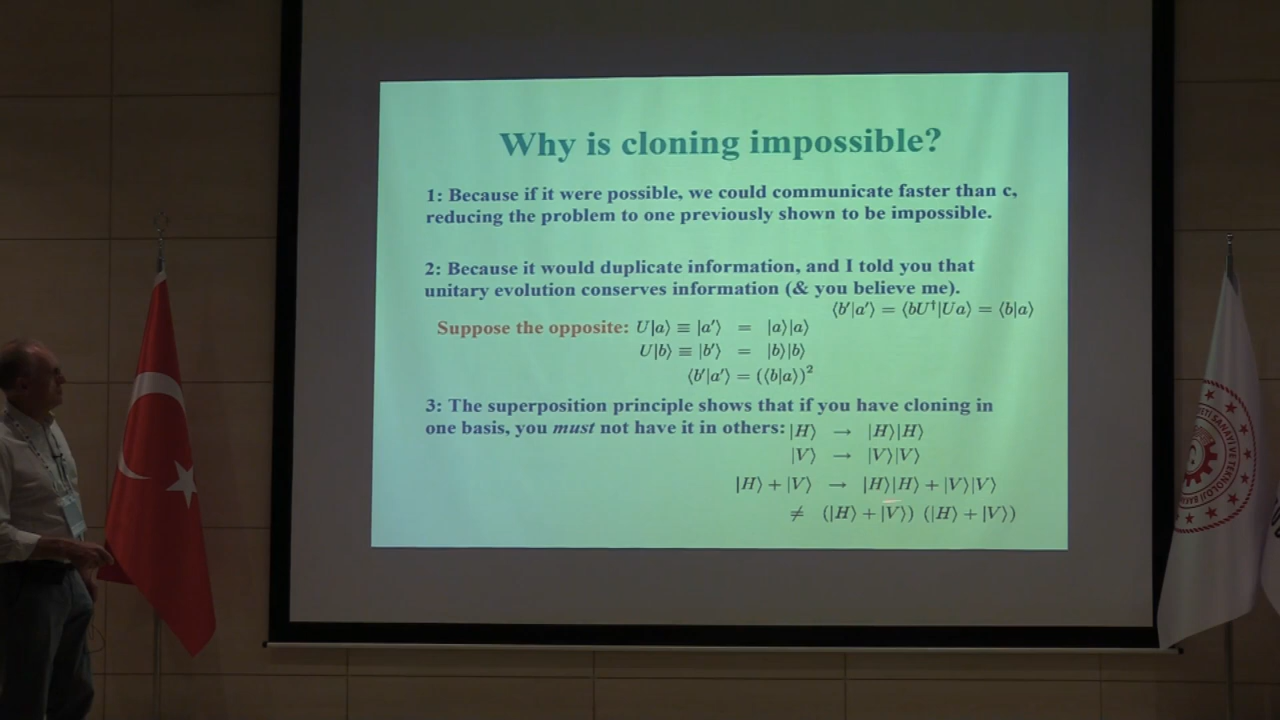 Why is cloning impossible?
1: Because if it were possible, we could communicate faster than c,
reducing the problem to one previously shown to be impossible.
2: Because it would duplicate information, and I told you that
unitary evolution conserves information (& you believe me).
⟨b′|a′⟩ = ⟨bU†|Ua⟩ = ⟨b|a⟩
Suppose the opposite: U|a⟩ ≡ |a′⟩ = |a⟩|a⟩
U|b⟩ ≡ |b′⟩ = |b⟩|b⟩
⟨b′|a′⟩ = (⟨b|a⟩)²
3: The superposition principle shows that if you have cloning in
one basis, you must not have it in others: |H⟩ → |H⟩|H⟩
|V⟩ → |V⟩|V⟩
|H⟩ + |V⟩ → |H⟩|H⟩ + |V⟩|V⟩
≠ (|H⟩ + |V⟩) (|H⟩ + |V⟩)